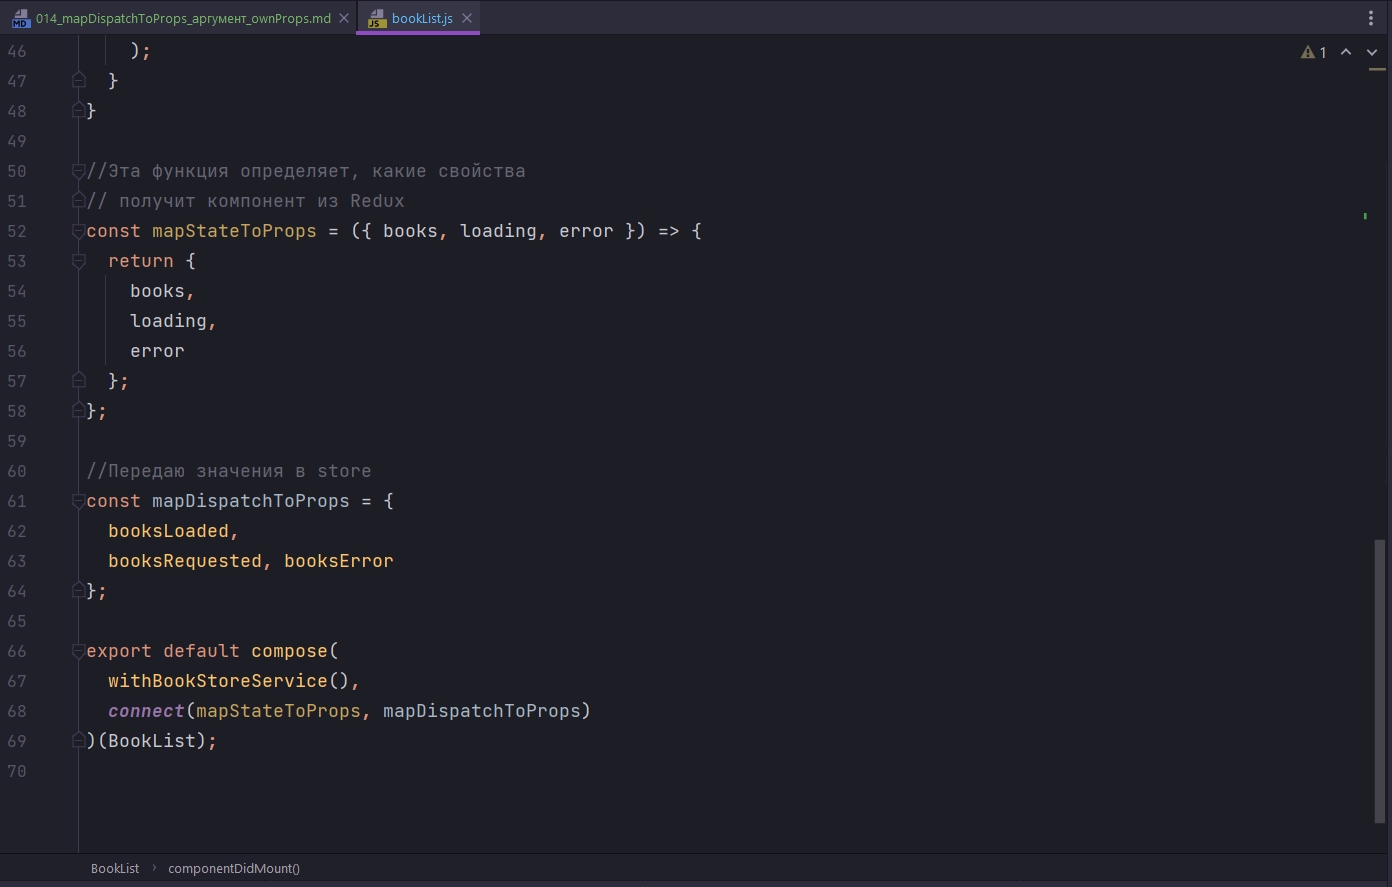 MD 014_mapDispatchToProps_аргумент_ownProps.md
JS bookList.js
1
46 );
47 }
48 }
49
50 //Эта функция определяет, какие свойства
51 // получит компонент из Redux
52 const mapStateToProps = ({ books, loading, error }) => {
53 return {
54 books,
55 loading,
56 error
57 };
58 };
59
60 //Передаю значения в store
61 const mapDispatchToProps = {
62 booksLoaded,
63 booksRequested, booksError
64 };
65
66 export default compose(
67 withBookStoreService(),
68 connect(mapStateToProps, mapDispatchToProps)
69 )(BookList);
70
BookList › componentDidMount()